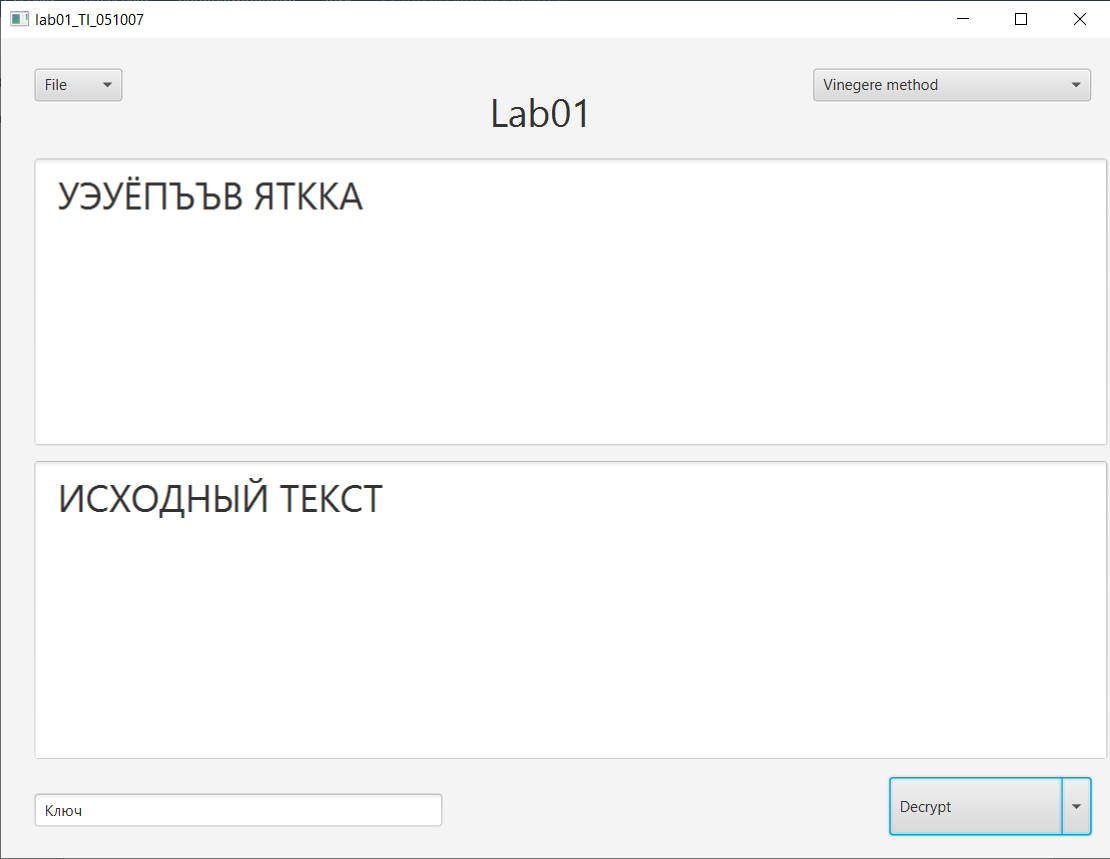 lab01_TI_051007
File
Vinegere method
Lab01
УЭУЁПЪЪВ ЯТККА
ИСХОДНЫЙ ТЕКСТ
Ключ
Decrypt